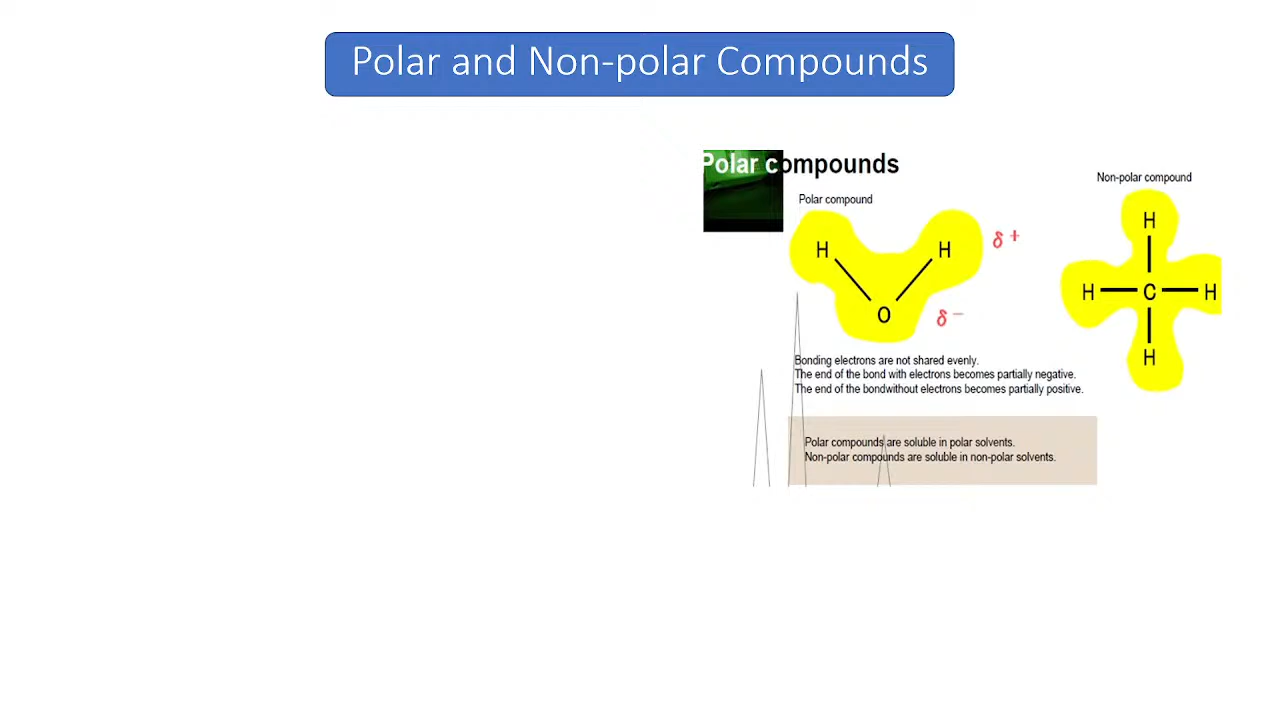 Polar and Non-polar Compounds
Polar compounds
Polar compound
H
H
δ +
O
δ −
Bonding electrons are not shared evenly.
The end of the bond with electrons becomes partially negative.
The end of the bondwithout electrons becomes partially positive.
Polar compounds are soluble in polar solvents.
Non-polar compounds are soluble in non-polar solvents.
Non-polar compound
H
H C H
H